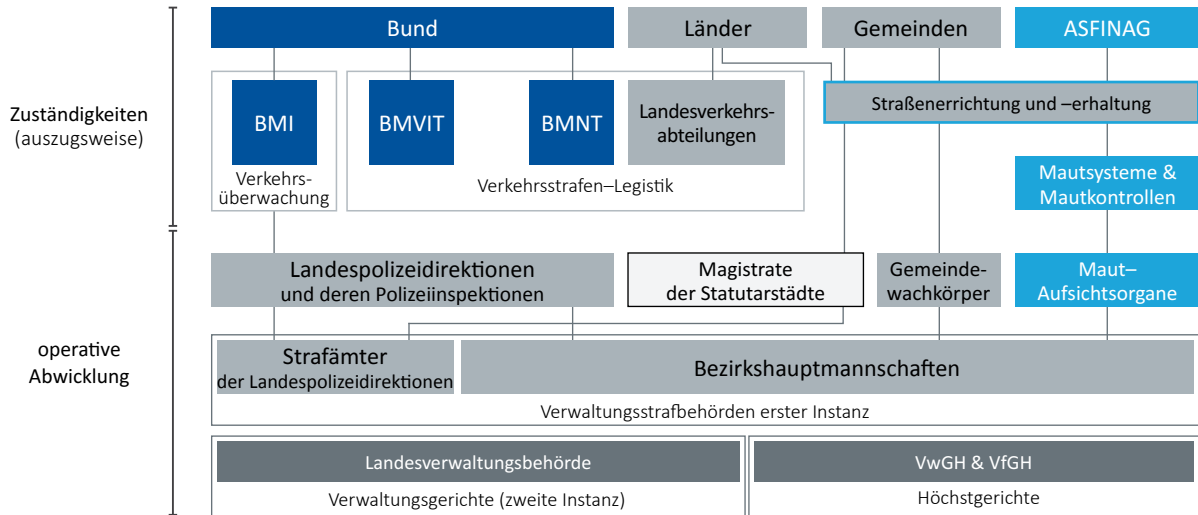 Bund
Länder
Gemeinden
ASFINAG
Zuständigkeiten
(auszugsweise)
BMI
BMVIT
BMNT
Landesverkehrs-
abteilungen
Straßenerrichtung und –erhaltung
Verkehrs-
überwachung
Verkehrsstrafen–Legistik
Mautsysteme &
Mautkontrollen
operative
Abwicklung
Landespolizeidirektionen
und deren Polizeiinspektionen
Magistrate
der Statutarstädte
Gemeinde-
wachkörper
Maut–
Aufsichtsorgane
Strafämter
der Landespolizeidirektionen
Bezirkshauptmannschaften
Verwaltungsstrafbehörden erster Instanz
Landesverwaltungsbehörde
VwGH & VfGH
Verwaltungsgerichte (zweite Instanz)
Höchstgerichte